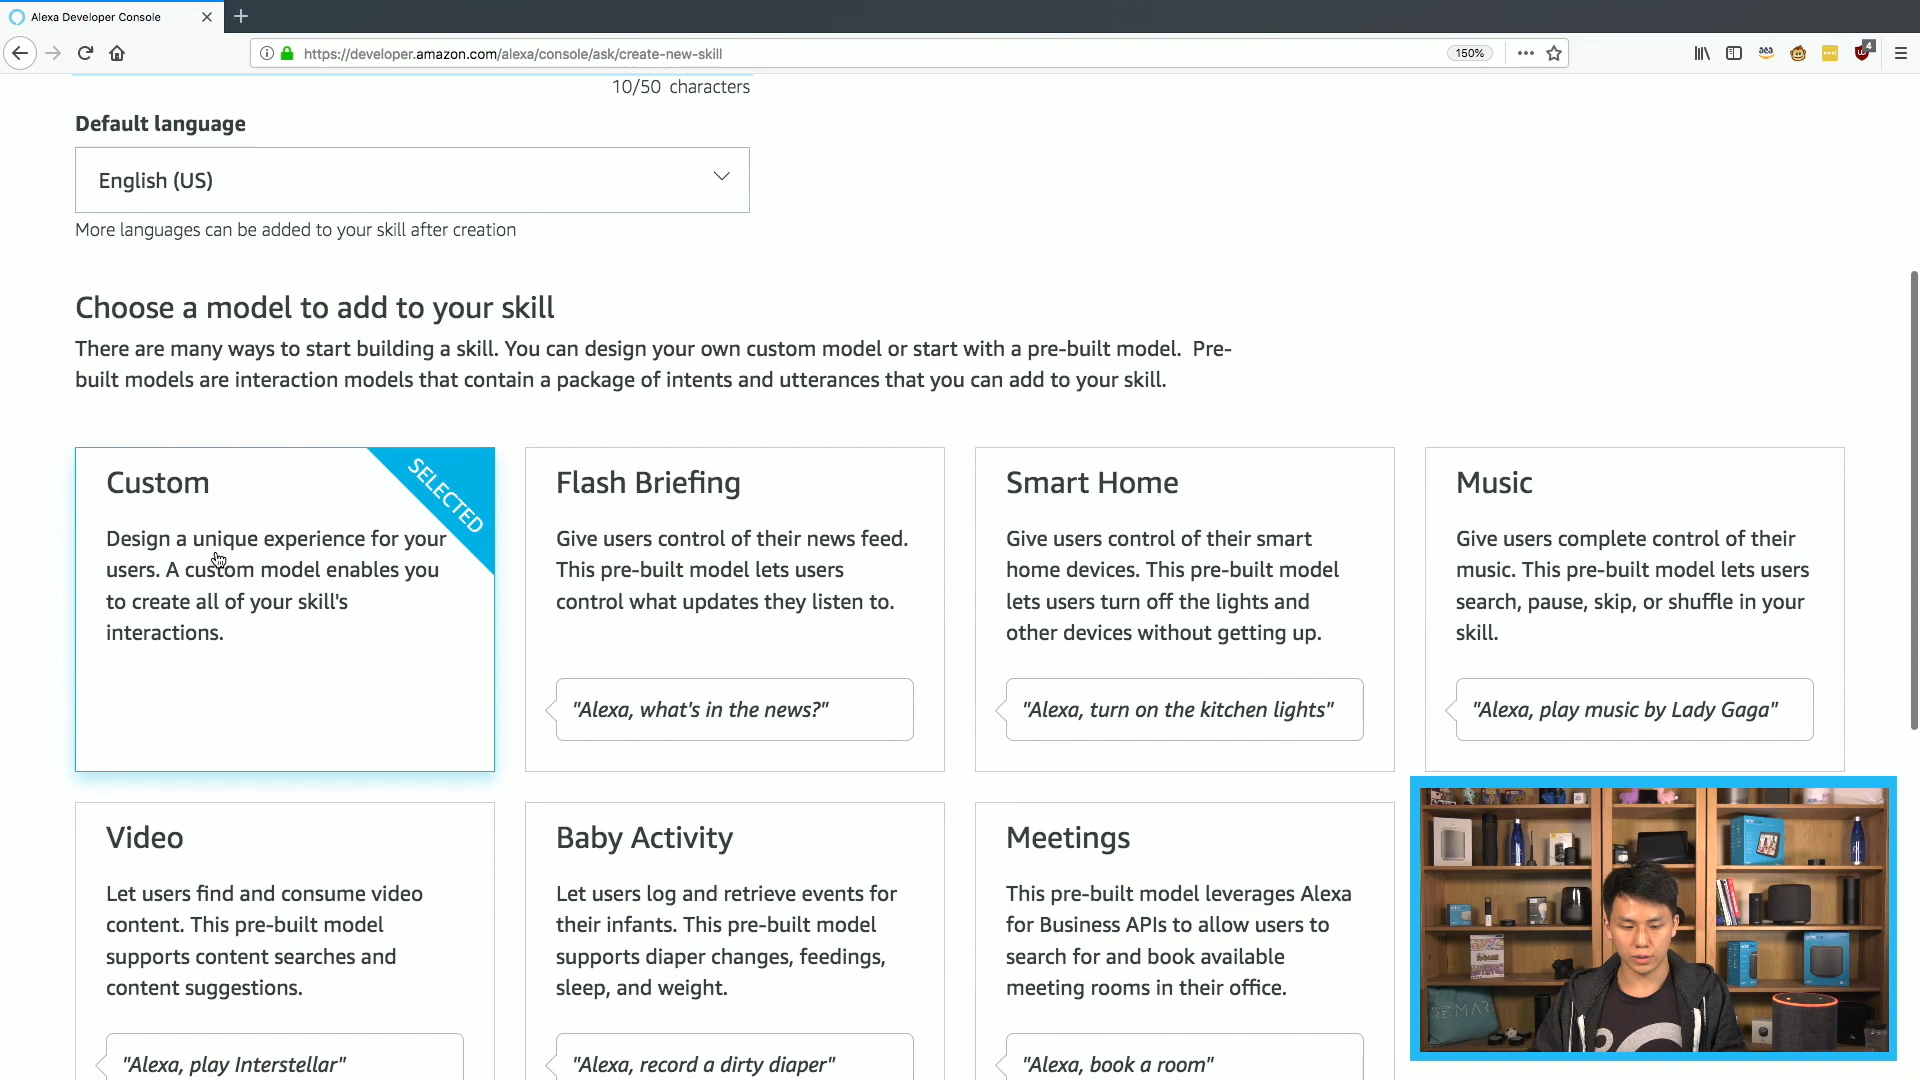 Alexa Developer Console
https://developer.amazon.com/alexa/console/ask/create-new-skill
150%
4
10/50 characters
Default language
English (US)
More languages can be added to your skill after creation
Choose a model to add to your skill
There are many ways to start building a skill. You can design your own custom model or start with a pre-built model. Pre-
built models are interaction models that contain a package of intents and utterances that you can add to your skill.
Custom
SELECTED
Design a unique experience for your
users. A custom model enables you
to create all of your skill's
interactions.
Flash Briefing
Give users control of their news feed.
This pre-built model lets users
control what updates they listen to.
"Alexa, what's in the news?"
Smart Home
Give users control of their smart
home devices. This pre-built model
lets users turn off the lights and
other devices without getting up.
"Alexa, turn on the kitchen lights"
Music
Give users complete control of their
music. This pre-built model lets users
search, pause, skip, or shuffle in your
skill.
"Alexa, play music by Lady Gaga"
Video
Let users find and consume video
content. This pre-built model
supports content searches and
content suggestions.
"Alexa, play Interstellar"
Baby Activity
Let users log and retrieve events for
their infants. This pre-built model
supports diaper changes, feedings,
sleep, and weight.
"Alexa, record a dirty diaper"
Meetings
This pre-built model leverages Alexa
for Business APIs to allow users to
search for and book available
meeting rooms in their office.
"Alexa, book a room"